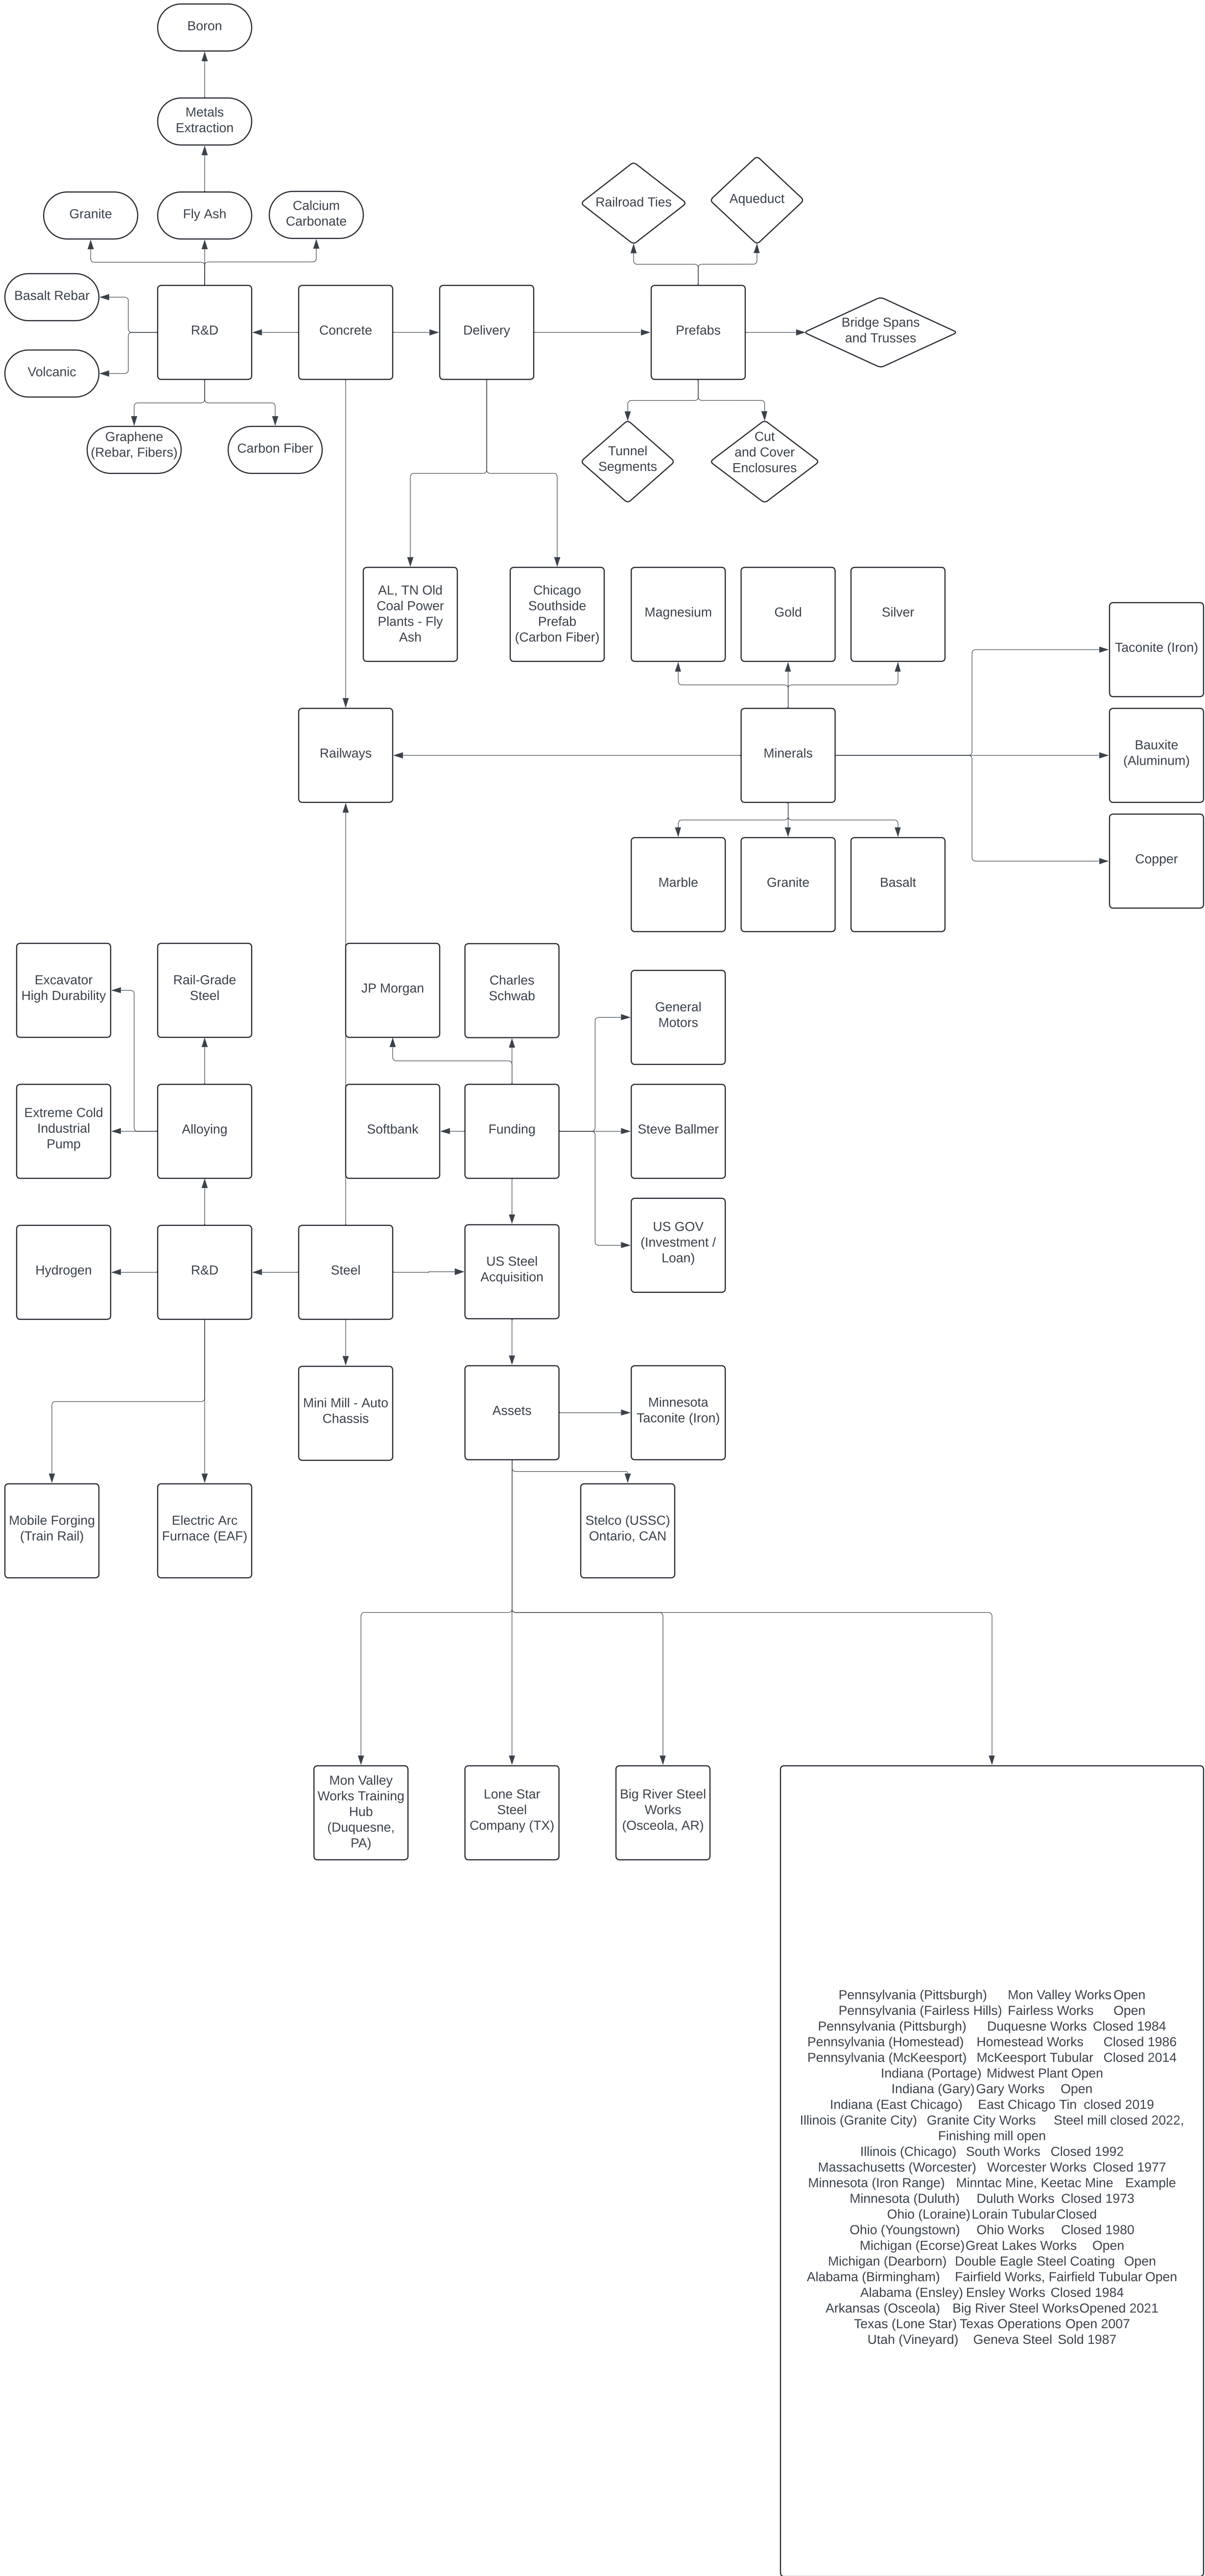 Boron
Metals
Extraction
Granite
Fly Ash
Calcium
Carbonate
Railroad Ties
Aqueduct
Basalt Rebar
Volcanic
R&D
Concrete
Delivery
Prefabs
Bridge Spans
and Trusses
Graphene
(Rebar, Fibers)
Carbon Fiber
Tunnel
Segments
Cut
and Cover
Enclosures
AL, TN Old
Coal Power
Plants - Fly
Ash
Chicago
Southside
Prefab
(Carbon Fiber)
Magnesium
Gold
Silver
Taconite (Iron)
Railways
Minerals
Bauxite
(Aluminum)
Copper
Marble
Granite
Basalt
Excavator
High Durability
Rail-Grade
Steel
JP Morgan
Charles
Schwab
General
Motors
Extreme Cold
Industrial
Pump
Alloying
Softbank
Funding
Steve Ballmer
Hydrogen
R&D
Steel
US Steel
Acquisition
US GOV
(Investment /
Loan)
Mini Mill - Auto
Chassis
Assets
Minnesota
Taconite (Iron)
Mobile Forging
(Train Rail)
Electric Arc
Furnace (EAF)
Stelco (USSC)
Ontario, CAN
Mon Valley
Works Training
Hub
(Duquesne,
PA)
Lone Star
Steel
Company (TX)
Big River Steel
Works
(Osceola, AR)
Pennsylvania (Pittsburgh) Mon Valley Works Open
Pennsylvania (Fairless Hills) Fairless Works Open
Pennsylvania (Pittsburgh) Duquesne Works Closed 1984
Pennsylvania (Homestead) Homestead Works Closed 1986
Pennsylvania (McKeesport) McKeesport Tubular Closed 2014
Indiana (Portage) Midwest Plant Open
Indiana (Gary) Gary Works Open
Indiana (East Chicago) East Chicago Tin closed 2019
Illinois (Granite City) Granite City Works Steel mill closed 2022,
Finishing mill open
Illinois (Chicago) South Works Closed 1992
Massachusetts (Worcester) Worcester Works Closed 1977
Minnesota (Iron Range) Minntac Mine, Keetac Mine Example
Minnesota (Duluth) Duluth Works Closed 1973
Ohio (Loraine) Lorain Tubular Closed
Ohio (Youngstown) Ohio Works Closed 1980
Michigan (Ecorse) Great Lakes Works Open
Michigan (Dearborn) Double Eagle Steel Coating Open
Alabama (Birmingham) Fairfield Works, Fairfield Tubular Open
Alabama (Ensley) Ensley Works Closed 1984
Arkansas (Osceola) Big River Steel Works Opened 2021
Texas (Lone Star) Texas Operations Open 2007
Utah (Vineyard) Geneva Steel Sold 1987